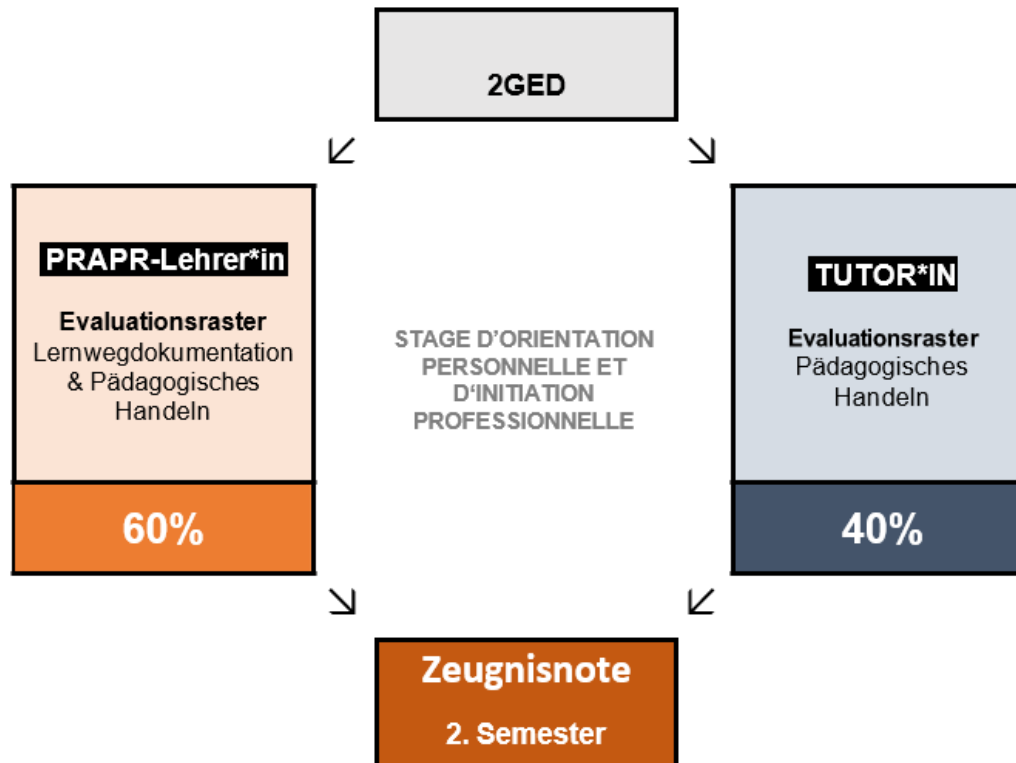 2GED
PRAPR-Lehrer*in
Evaluationsraster
Lernwegdokumentation
& Pädagogisches
Handeln
60%
STAGE D’ORIENTATION
PERSONNELLE ET
D‘INITIATION
PROFESSIONNELLE
TUTOR*IN
Evaluationsraster
Pädagogisches
Handeln
40%
Zeugnisnote
2. Semester